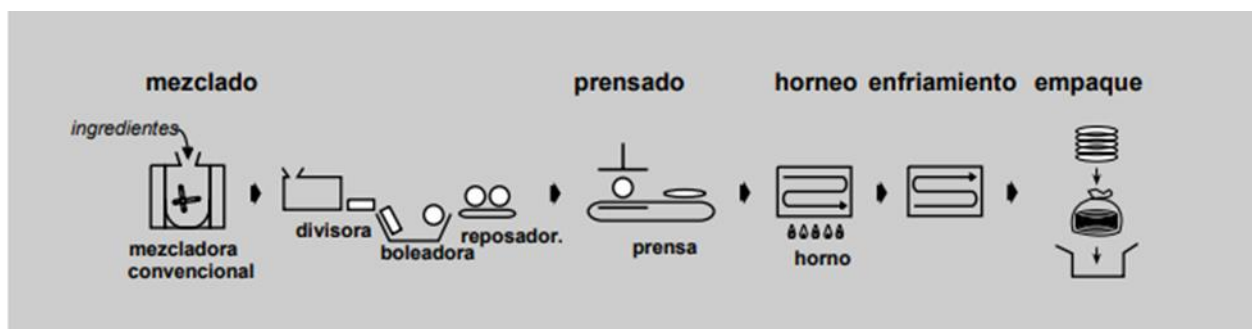 mezclado
prensado
horneo
enfriamiento
empaque
ingredientes
divisora
boleadora
reposador.
prensa
horno
mezcladora
convencional